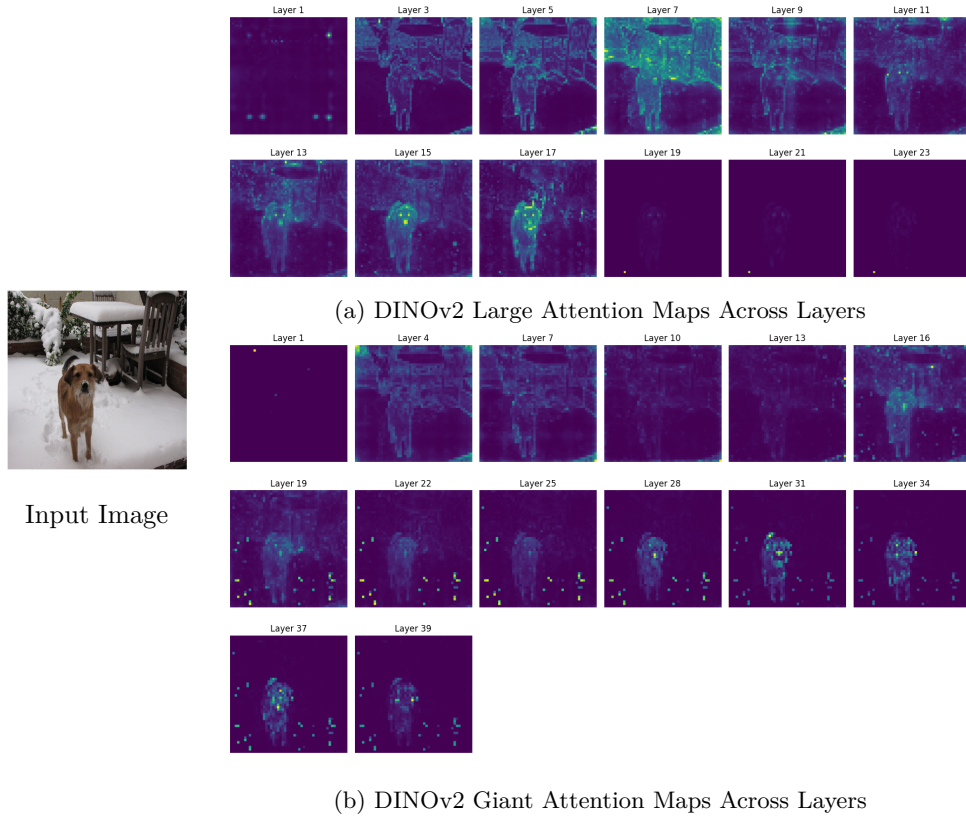 Layer 1 Layer 3 Layer 5 Layer 7 Layer 9 Layer 11
Layer 13 Layer 15 Layer 17 Layer 19 Layer 21 Layer 23
(a) DINOv2 Large Attention Maps Across Layers
Layer 1 Layer 4 Layer 7 Layer 10 Layer 13 Layer 16
Layer 19 Layer 22 Layer 25 Layer 28 Layer 31 Layer 34
Input Image
Layer 37 Layer 39
(b) DINOv2 Giant Attention Maps Across Layers